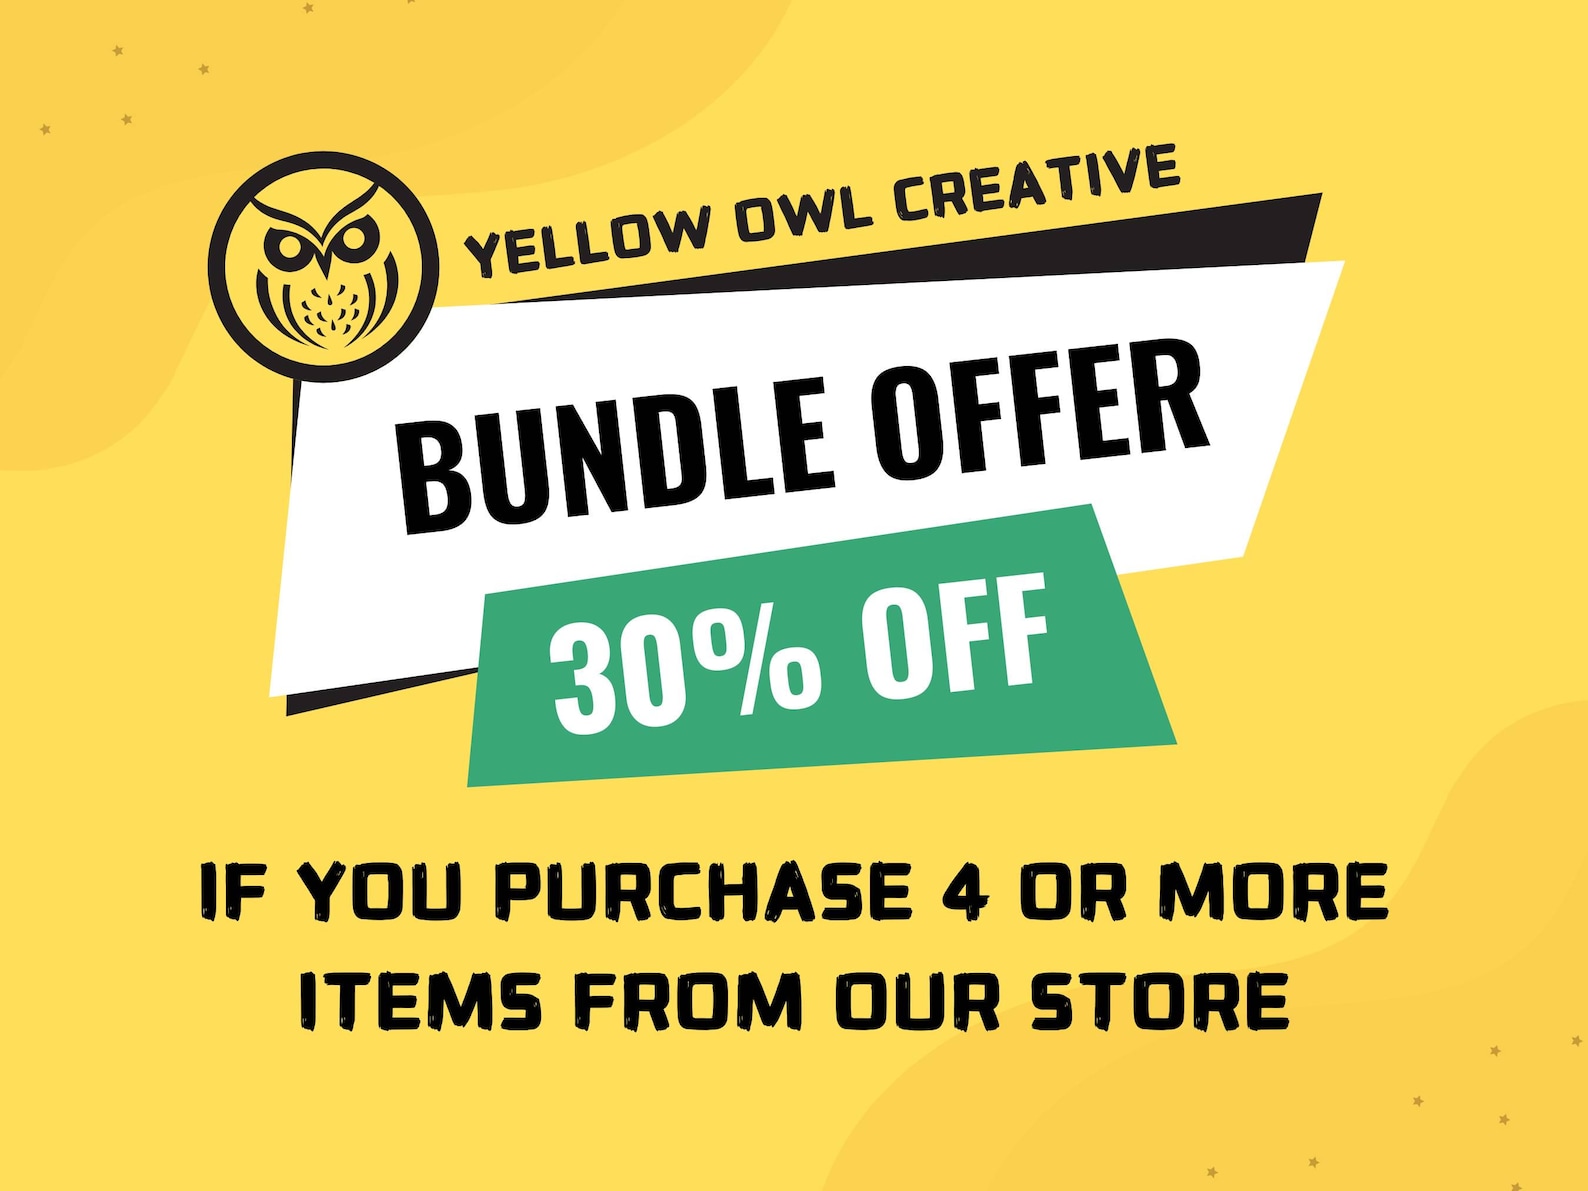 YELLOW OWL CREATIVE
BUNDLE OFFER
30% OFF
IF YOU PURCHASE 4 OR MORE
ITEMS FROM OUR STORE